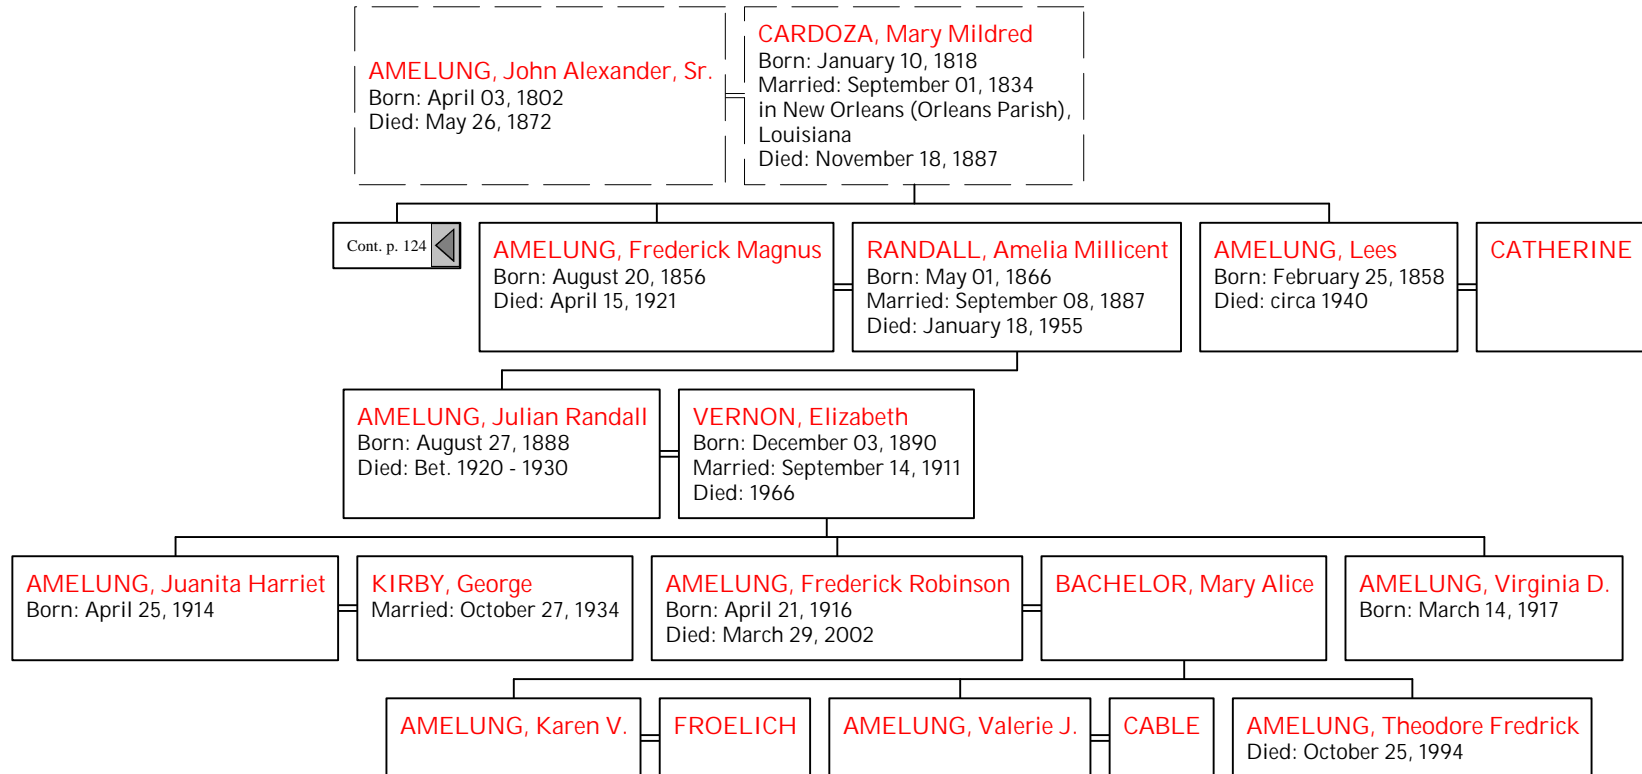 AMELUNG, John Alexander, Sr.
Born: April 03, 1802
Died: May 26, 1872
CARDOZA, Mary Mildred
Born: January 10, 1818
Married: September 01, 1834
in New Orleans (Orleans Parish),
Louisiana
Died: November 18, 1887
Cont. p. 124
AMELUNG, Frederick Magnus
Born: August 20, 1856
Died: April 15, 1921
RANDALL, Amelia Millicent
Born: May 01, 1866
Married: September 08, 1887
Died: January 18, 1955
AMELUNG, Lees
Born: February 25, 1858
Died: circa 1940
CATHERINE
AMELUNG, Julian Randall
Born: August 27, 1888
Died: Bet. 1920 - 1930
VERNON, Elizabeth
Born: December 03, 1890
Married: September 14, 1911
Died: 1966
AMELUNG, Juanita Harriet
Born: April 25, 1914
KIRBY, George
Married: October 27, 1934
AMELUNG, Frederick Robinson
Born: April 21, 1916
Died: March 29, 2002
BACHELOR, Mary Alice
AMELUNG, Virginia D.
Born: March 14, 1917
AMELUNG, Karen V.
FROELICH
AMELUNG, Valerie J.
CABLE
AMELUNG, Theodore Fredrick
Died: October 25, 1994